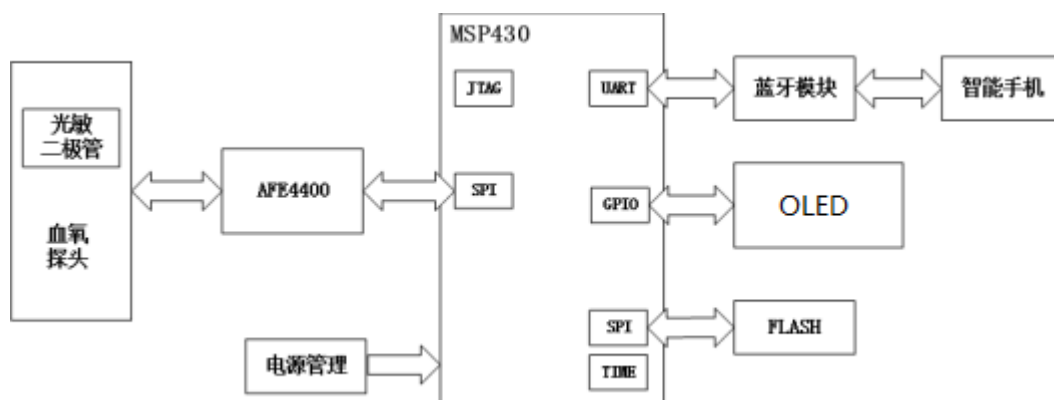 MSP430
JTAG
UART
蓝牙模块
智能手机
光敏
二极管
AFE4400
SPI
GPIO
OLED
血氧
探头
SPI
FLASH
电源管理
TIME